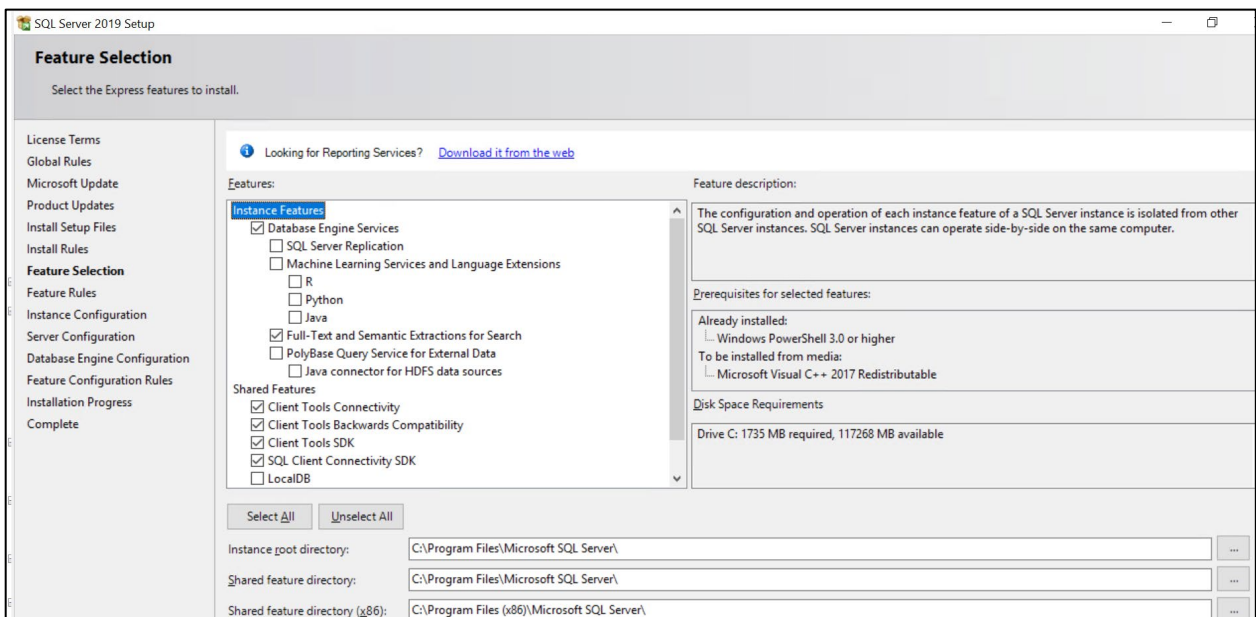 SQL Server 2019 Setup
Feature Selection
Select the Express features to install.
License Terms
Global Rules
Microsoft Update
Product Updates
Install Setup Files
Install Rules
Feature Selection
Feature Rules
Instance Configuration
Server Configuration
Database Engine Configuration
Feature Configuration Rules
Installation Progress
Complete
Looking for Reporting Services? Download it from the web
Features:
Instance Features
Database Engine Services
SQL Server Replication
Machine Learning Services and Language Extensions
R
Python
Java
Full-Text and Semantic Extractions for Search
PolyBase Query Service for External Data
Java connector for HDFS data sources
Shared Features
Client Tools Connectivity
Client Tools Backwards Compatibility
Client Tools SDK
SQL Client Connectivity SDK
LocalDB
Feature description:
The configuration and operation of each instance feature of a SQL Server instance is isolated from other
SQL Server instances. SQL Server instances can operate side-by-side on the same computer.
Prerequisites for selected features:
Already installed:
Windows PowerShell 3.0 or higher
To be installed from media:
Microsoft Visual C++ 2017 Redistributable
Disk Space Requirements
Drive C: 1735 MB required, 117268 MB available
Select All Unselect All
Instance root directory: C:\Program Files\Microsoft SQL Server\ ...
Shared feature directory: C:\Program Files\Microsoft SQL Server\ ...
Shared feature directory (x86): C:\Program Files (x86)\Microsoft SQL Server\ ...